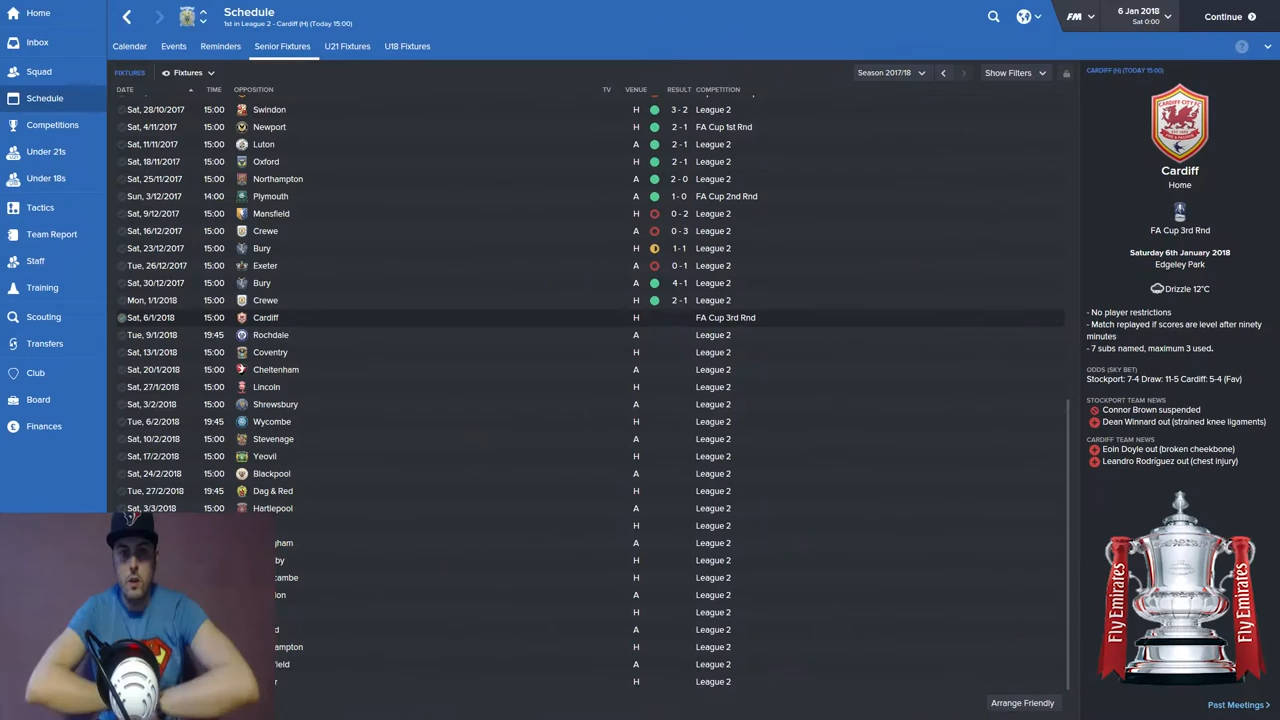 Home
Inbox
Squad
Schedule
Competitions
Under 21s
Under 18s
Tactics
Team Report
Staff
Training
Scouting
Transfers
Club
Board
Finances
Schedule
1st in League 2 - Cardiff (H) (Today 15:00)
FM
6 Jan 2018
Sat 0:00
Continue
Calendar Events Reminders Senior Fixtures U21 Fixtures U18 Fixtures
FIXTURES Fixtures Season 2017/18 Show Filters
DATE TIME OPPOSITION TV VENUE RESULT COMPETITION
Sat, 28/10/2017 15:00 Swindon H 3 - 2 League 2
Sat, 4/11/2017 15:00 Newport H 2 - 1 FA Cup 1st Rnd
Sat, 11/11/2017 15:00 Luton A 2 - 1 League 2
Sat, 18/11/2017 15:00 Oxford H 2 - 1 League 2
Sat, 25/11/2017 15:00 Northampton A 2 - 0 League 2
Sun, 3/12/2017 14:00 Plymouth A 1 - 0 FA Cup 2nd Rnd
Sat, 9/12/2017 15:00 Mansfield H 0 - 2 League 2
Sat, 16/12/2017 15:00 Crewe A 0 - 3 League 2
Sat, 23/12/2017 15:00 Bury H 1 - 1 League 2
Tue, 26/12/2017 15:00 Exeter A 0 - 1 League 2
Sat, 30/12/2017 15:00 Bury A 4 - 1 League 2
Mon, 1/1/2018 15:00 Crewe H 2 - 1 League 2
Sat, 6/1/2018 15:00 Cardiff H FA Cup 3rd Rnd
Tue, 9/1/2018 19:45 Rochdale A League 2
Sat, 13/1/2018 15:00 Coventry H League 2
Sat, 20/1/2018 15:00 Cheltenham A League 2
Sat, 27/1/2018 15:00 Lincoln H League 2
Sat, 3/2/2018 15:00 Shrewsbury A League 2
Tue, 6/2/2018 19:45 Wycombe H League 2
Sat, 10/2/2018 15:00 Stevenage A League 2
Sat, 17/2/2018 15:00 Yeovil H League 2
Sat, 24/2/2018 15:00 Blackpool A League 2
Tue, 27/2/2018 19:45 Dag & Red H League 2
Sat, 3/3/2018 15:00 Hartlepool A League 2
H League 2
gham A League 2
by H League 2
cambe H League 2
don A League 2
H League 2
d A League 2
ampton H League 2
field A League 2
r H League 2
Arrange Friendly
CARDIFF (H) (TODAY 15:00)
Cardiff
Home
FA Cup 3rd Rnd
Saturday 6th January 2018
Edgeley Park
Drizzle 12°C
- No player restrictions
- Match replayed if scores are level after ninety
minutes
- 7 subs named, maximum 3 used.
ODDS (SKY BET)
Stockport: 7-4 Draw: 11-5 Cardiff: 5-4 (Fav)
STOCKPORT TEAM NEWS
Connor Brown suspended
Dean Winnard out (strained knee ligaments)
CARDIFF TEAM NEWS
Eoin Doyle out (broken cheekbone)
Leandro Rodríguez out (chest injury)
Fly Emirates
Fly Emirates
Past Meetings